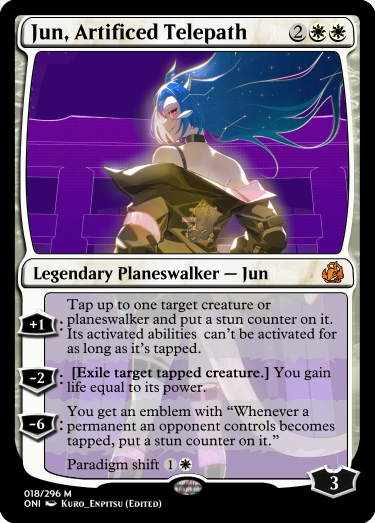 Jun, Artificed Telepath 2
Legendary Planeswalker — Jun
+1: Tap up to one target creature or
planeswalker and put a stun counter on it.
Its activated abilities can't be activated for
as long as it's tapped.
-2: [Exile target tapped creature.] You gain
life equal to its power.
-6: You get an emblem with “Whenever a
permanent an opponent controls becomes
tapped, put a stun counter on it.”
Paradigm shift 1
3
018/296 M
ONI Kuro_Enpitsu (Edited)